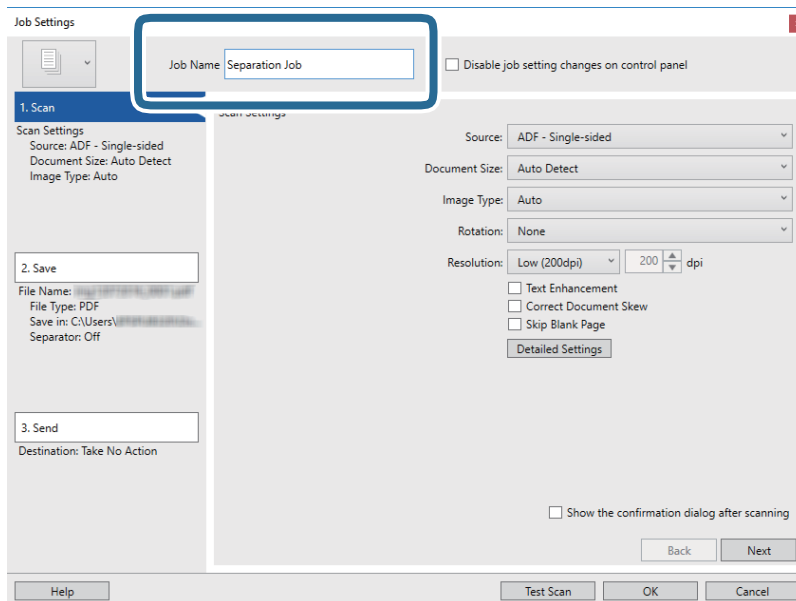 Job Settings
Job Name Separation Job
Disable job setting changes on control panel
1. Scan
Scan Settings
Source: ADF - Single-sided
Document Size: Auto Detect
Image Type: Auto
2. Save
File Name:
File Type: PDF
Save in: C:\Users\
Separator: Off
3. Send
Destination: Take No Action
Scan Settings
Source: ADF - Single-sided
Document Size: Auto Detect
Image Type: Auto
Rotation: None
Resolution: Low (200dpi) 200 dpi
Text Enhancement
Correct Document Skew
Skip Blank Page
Detailed Settings
Show the confirmation dialog after scanning
Back Next
Help Test Scan OK Cancel